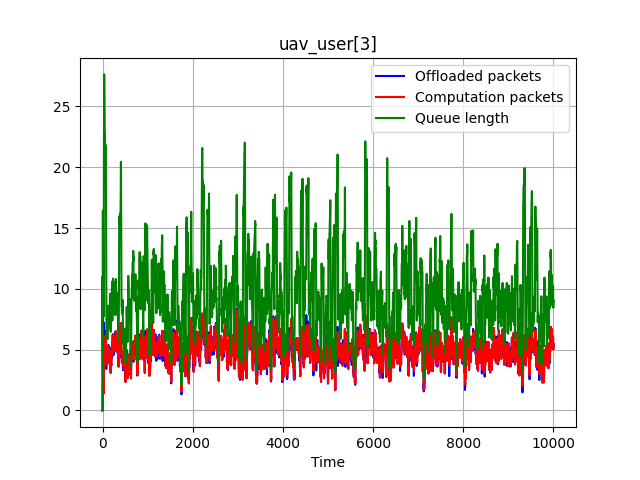 uav_user[3]
Offloaded packets
Computation packets
Queue length
25
20
15
10
5
0
0 2000 4000 6000 8000 10000
Time